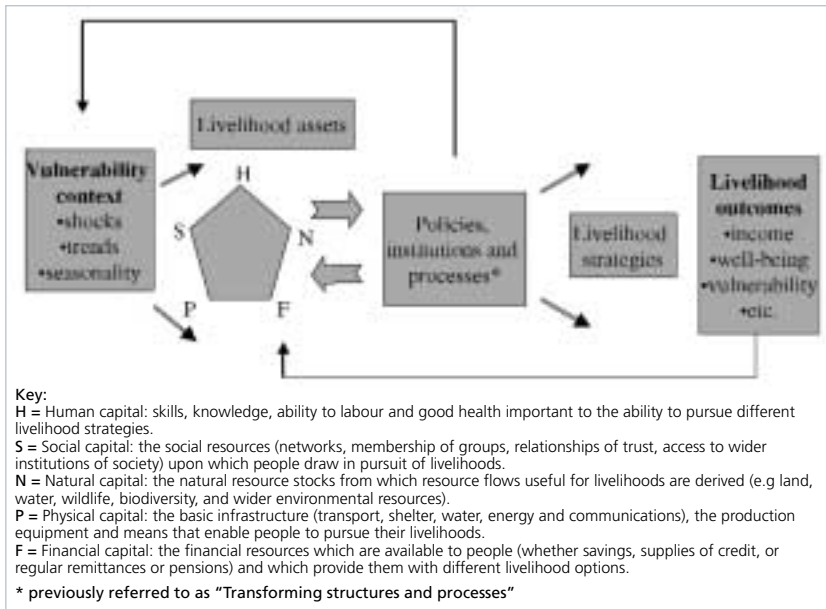 Livelihood assets
Vulnerability
context
•shocks
•trends
•seasonality
H
S
N
P
F
Policies,
institutions and
processes*
Livelihood
strategies
Livelihood
outcomes
•income
•well-being
•vulnerability
•etc.
Key:
H = Human capital: skills, knowledge, ability to labour and good health important to the ability to pursue different
livelihood strategies.
S = Social capital: the social resources (networks, membership of groups, relationships of trust, access to wider
institutions of society) upon which people draw in pursuit of livelihoods.
N = Natural capital: the natural resource stocks from which resource flows useful for livelihoods are derived (e.g land,
water, wildlife, biodiversity, and wider environmental resources).
P = Physical capital: the basic infrastructure (transport, shelter, water, energy and communications), the production
equipment and means that enable people to pursue their livelihoods.
F = Financial capital: the financial resources which are available to people (whether savings, supplies of credit, or
regular remittances or pensions) and which provide them with different livelihood options.
* previously referred to as “Transforming structures and processes”